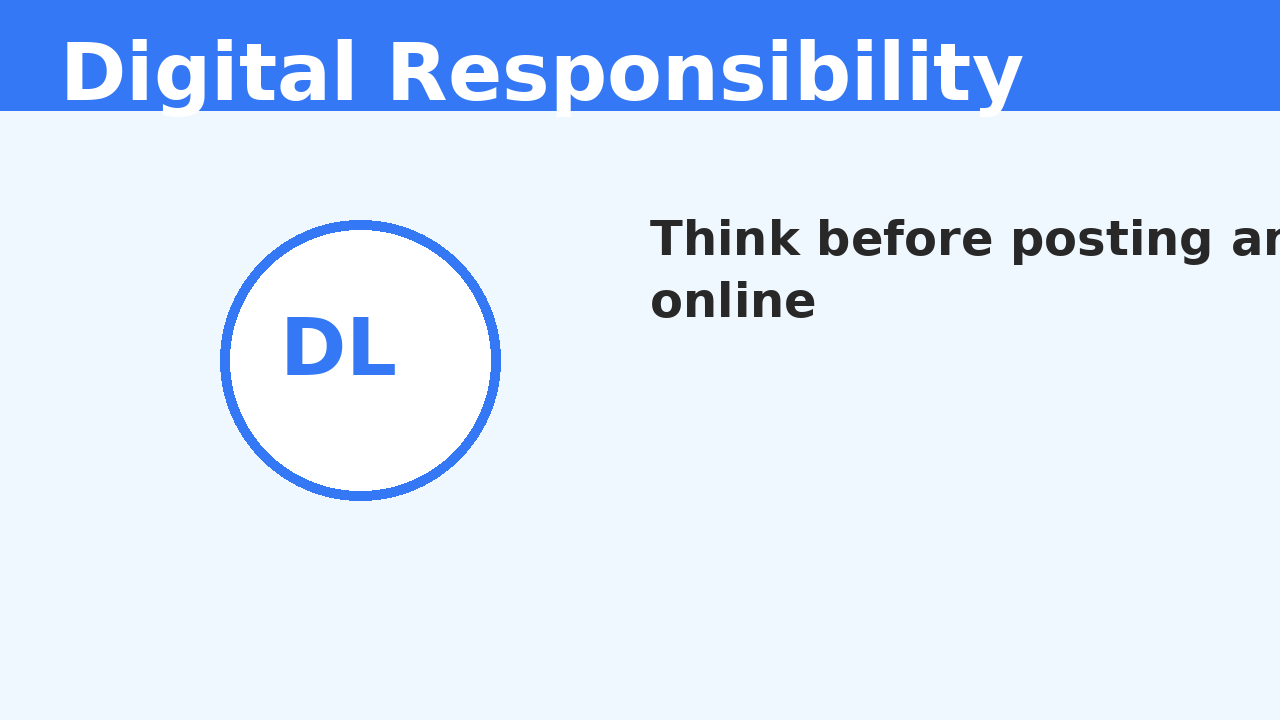 Digital Responsibility
DL
Think before posting
online